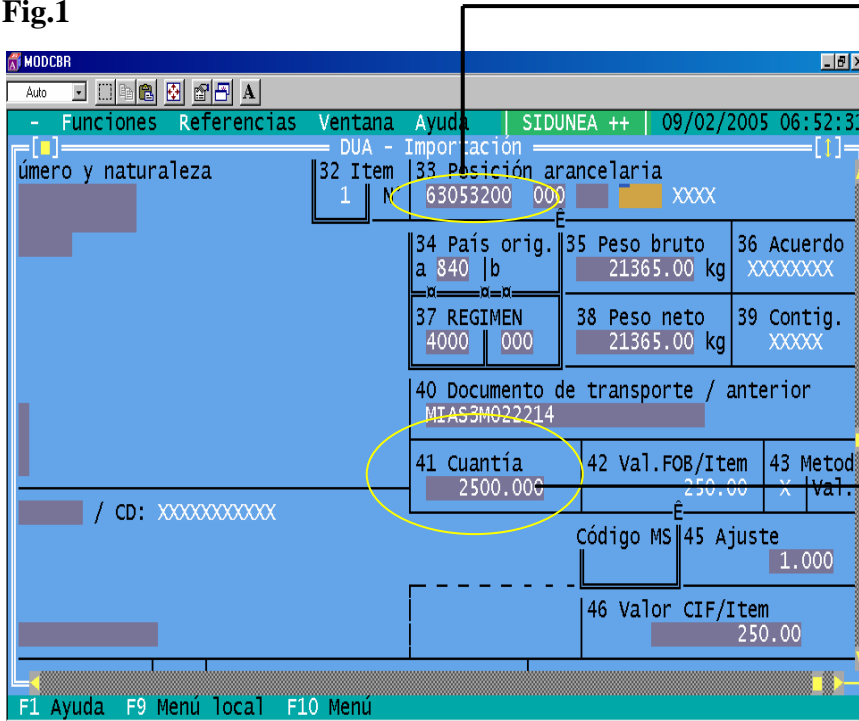 Fig.1
MODCBR
Auto A
- Funciones Referencias Ventana Ayuda | SIDUNEA ++ | 09/02/2005 06:52:31
DUA - Importación
úmero y naturaleza 32 Item 33 Posición arancelaria
1 Nº 63053200 000 XXXX
34 País orig. 35 Peso bruto 36 Acuerdo
a 840 |b 21365.00 kg XXXXXXXX
37 REGIMEN 38 Peso neto 39 Contig.
4000 000 21365.00 kg XXXXX
40 Documento de transporte / anterior
MIAS3M022214
41 Cuantía 42 Val.FOB/Item 43 Metod
2500.000 250.00 X Val.
/ CD: XXXXXXXXXXX
Código MS 45 Ajuste
1.000
46 Valor CIF/Item
250.00
F1 Ayuda F9 Menú local F10 Menú